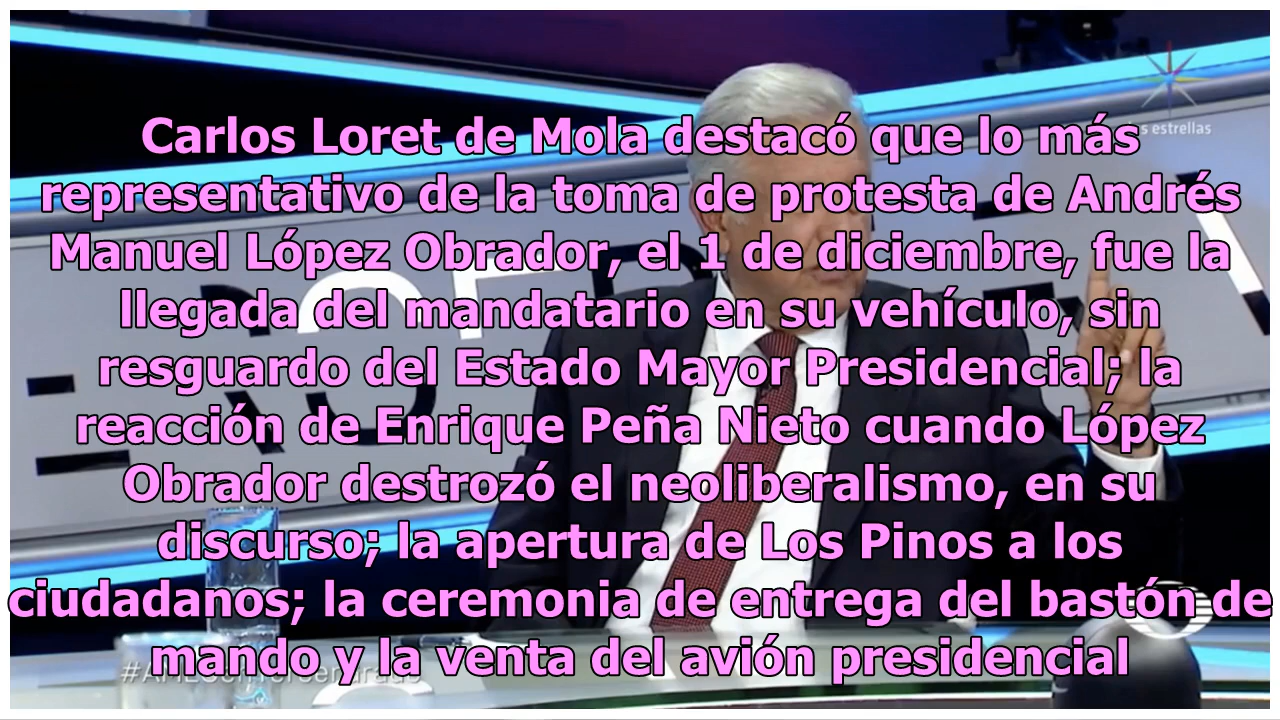 Carlos Loret de Mola destacó que lo más
representativo de la toma de protesta de Andrés
Manuel López Obrador, el 1 de diciembre, fue la
llegada del mandatario en su vehículo, sin
resguardo del Estado Mayor Presidencial; la
reacción de Enrique Peña Nieto cuando López
Obrador destrozó el neoliberalismo, en su
discurso; la apertura de Los Pinos a los
ciudadanos; la ceremonia de entrega del bastón de
mando y la venta del avión presidencial
estrellas